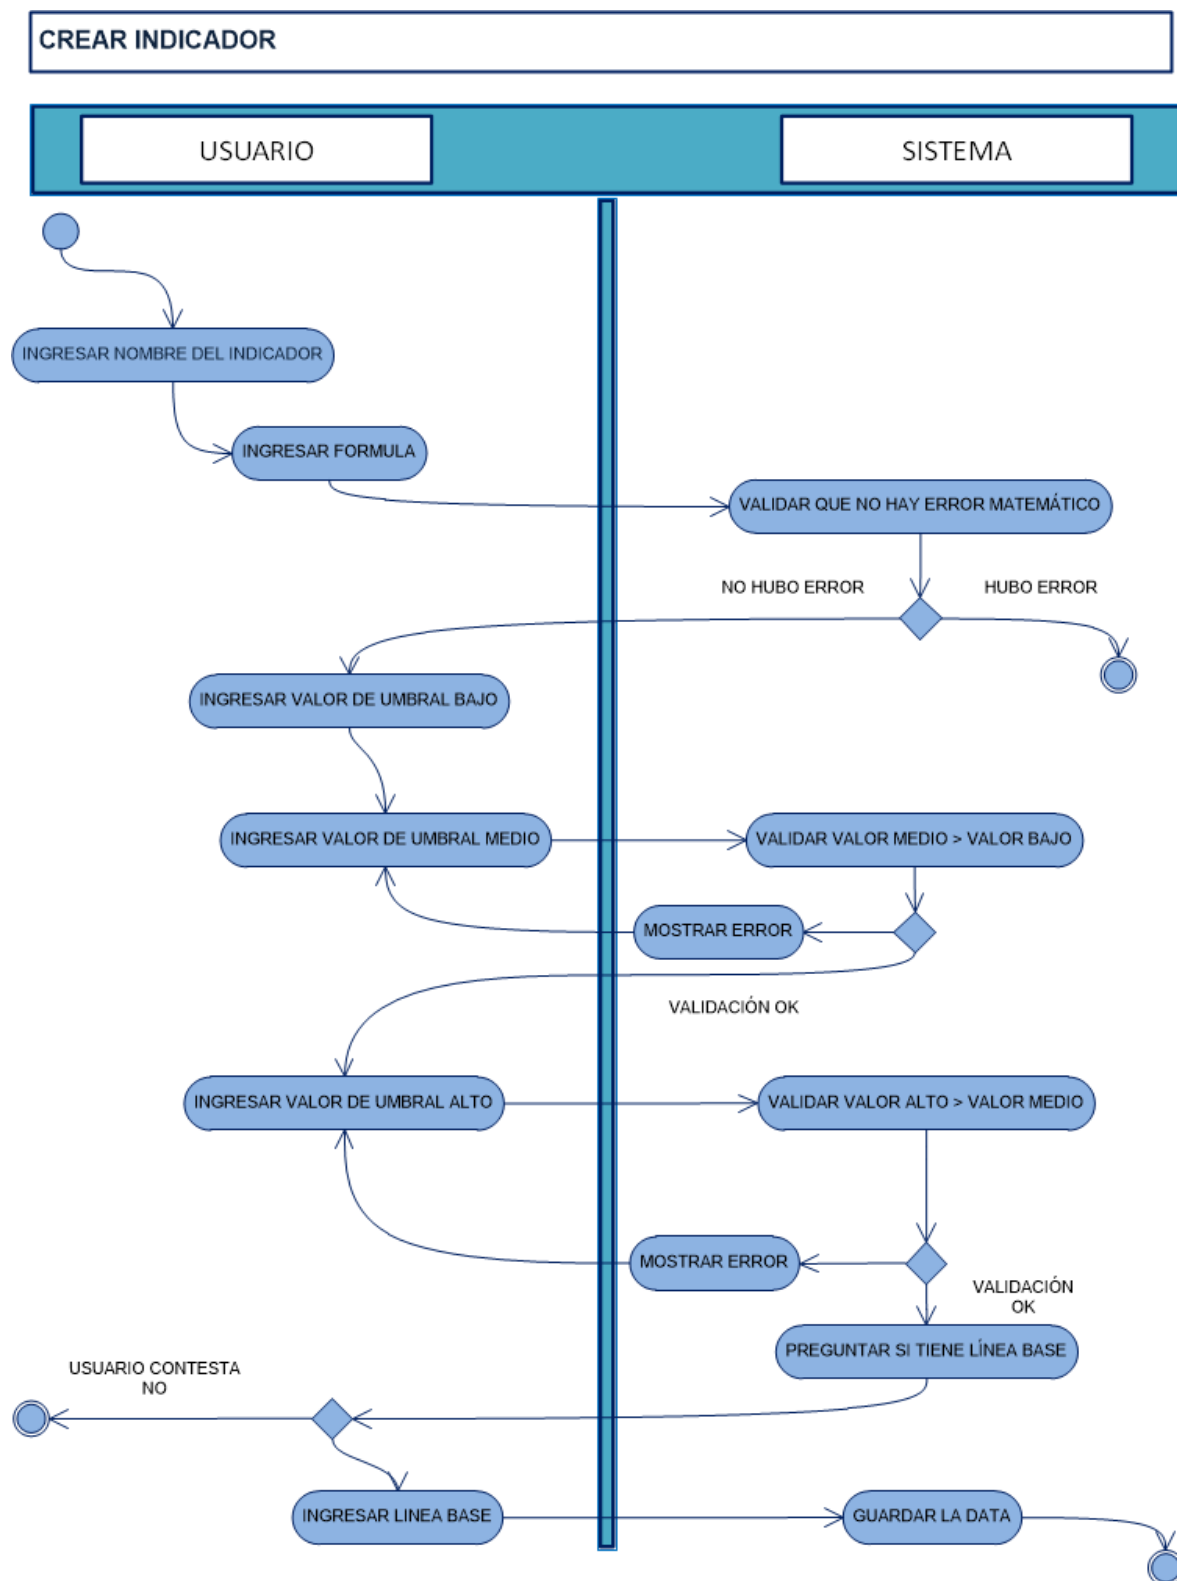 CREAR INDICADOR
USUARIO
SISTEMA
INGRESAR NOMBRE DEL INDICADOR
INGRESAR FORMULA
VALIDAR QUE NO HAY ERROR MATEMÁTICO
NO HUBO ERROR
HUBO ERROR
INGRESAR VALOR DE UMBRAL BAJO
INGRESAR VALOR DE UMBRAL MEDIO
VALIDAR VALOR MEDIO > VALOR BAJO
MOSTRAR ERROR
VALIDACIÓN OK
INGRESAR VALOR DE UMBRAL ALTO
VALIDAR VALOR ALTO > VALOR MEDIO
MOSTRAR ERROR
VALIDACIÓN
OK
PREGUNTAR SI TIENE LÍNEA BASE
USUARIO CONTESTA
NO
INGRESAR LINEA BASE
GUARDAR LA DATA